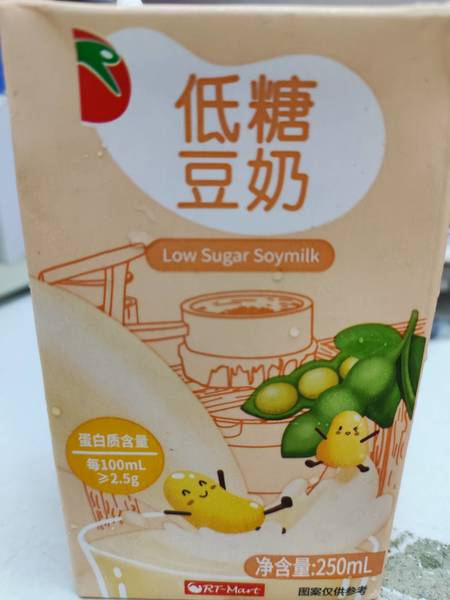 低糖
豆奶
Low Sugar Soymilk
蛋白质含量
每100mL
≥2.5g
净含量:250mL
RT-Mart
图案仅供参考